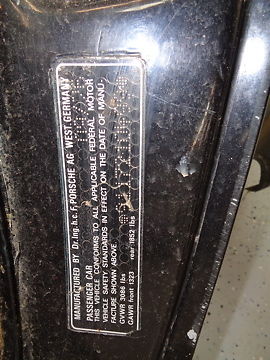 MANUFACTURED BY Dr.Ing.h.c.F.PORSCHE AG WEST GERMANY
PASSENGER CAR
THIS VEHICLE CONFORMS TO ALL APPLICABLE FEDERAL MOTOR
VEHICLE SAFETY STANDARDS IN EFFECT ON THE DATE OF MANU-
FACTURE SHOWN ABOVE.
GVWR 3086 lbs
GAWR front 1323 rear 1852 lbs